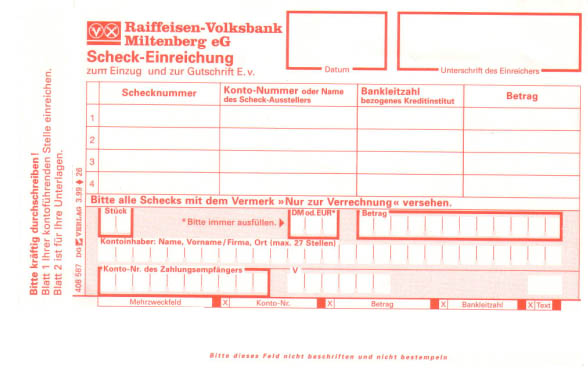 Raiffeisen-Volksbank
Miltenberg eG
Scheck-Einreichung
zum Einzug und zur Gutschrift E. v.
Datum
Unterschrift des Einreichers
Schecknummer
Konto-Nummer oder Name
des Scheck-Ausstellers
Bankleitzahl
bezogenes Kreditinstitut
Betrag
1
2
3
4
Bitte alle Schecks mit dem Vermerk »Nur zur Verrechnung« versehen.
Stück
*Bitte immer ausfüllen.
DM od. EUR*
Betrag
Kontoinhaber: Name, Vorname/Firma, Ort (max. 27 Stellen)
Konto-Nr. des Zahlungsempfängers
V
Mehrzweckfeld X Konto-Nr. X Betrag X Bankleitzahl X Text
Bitte dieses Feld nicht beschriften und nicht bestempeln
Bitte kräftig durchschreiben!
Blatt 1 Ihrer kontoführenden Stelle einreichen.
Blatt 2 ist für Ihre Unterlagen.
406 567 DG VERLAG 3.99 ♦ 26